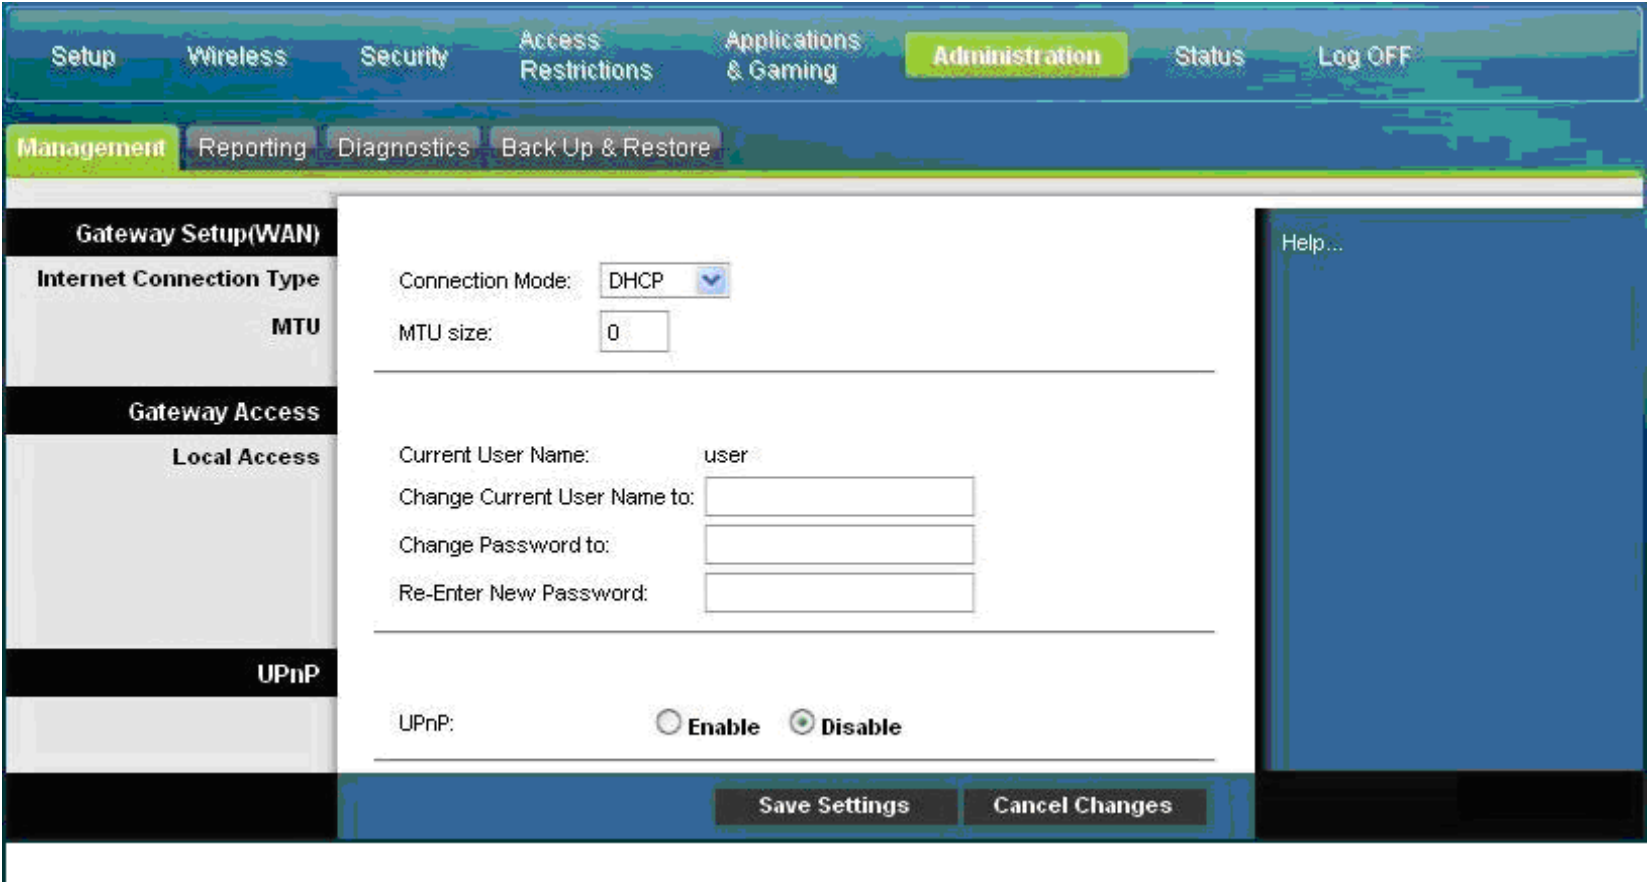 Setup Wireless Security Access Restrictions Applications & Gaming Administration Status Log OFF
Management Reporting Diagnostics Back Up & Restore
Gateway Setup(WAN)
Help...
Internet Connection Type Connection Mode: DHCP
MTU MTU size: 0
Gateway Access
Local Access Current User Name: user
Change Current User Name to:
Change Password to:
Re-Enter New Password:
UPnP
UPnP: Enable Disable
Save Settings Cancel Changes